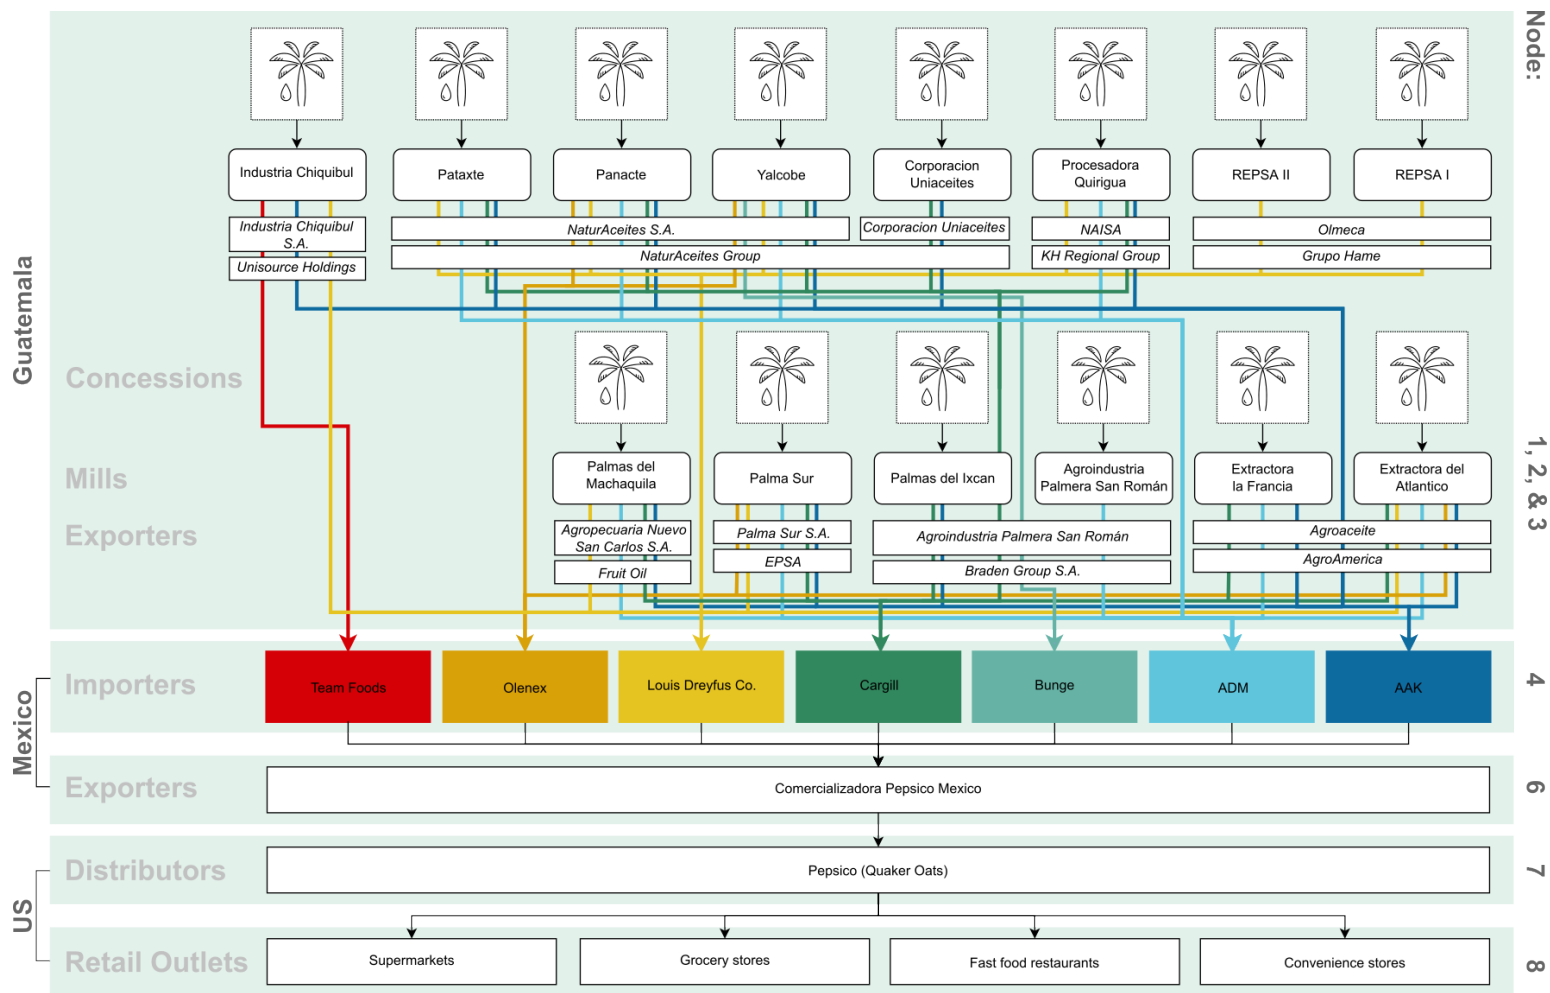 Node:
Guatemala
Industria Chiquibul
Pataxte
Panacte
Yalcobe
Corporacion
Uniaceites
Procesadora
Quirigua
REPSA II
REPSA I
Industria Chiquibul
S.A.
Unisource Holdings
NaturAceites S.A.
NaturAceites Group
Corporacion Uniaceites
NAISA
KH Regional Group
Olmeca
Grupo Hame
Concessions
Mills
Exporters
1, 2, & 3
Palmas del
Machaquila
Palma Sur
Palmas del Ixcan
Agroindustria
Palmera San Román
Extractora
la Francia
Extractora del
Atlantico
Agropecuaria Nuevo
San Carlos S.A.
Fruit Oil
Palma Sur S.A.
EPSA
Agroindustria Palmera San Román
Braden Group S.A.
Agroaceite
AgroAmerica
Mexico
Importers
Team Foods
Olenex
Louis Dreyfus Co.
Cargill
Bunge
ADM
AAK
4
Exporters
Comercializadora Pepsico Mexico
6
US
Distributors
Pepsico (Quaker Oats)
7
Retail Outlets
Supermarkets
Grocery stores
Fast food restaurants
Convenience stores
8